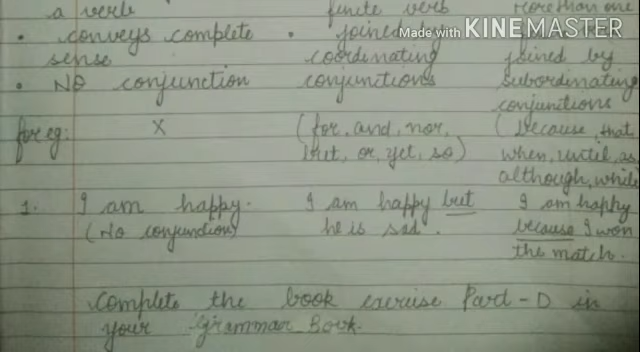 a verb finite verb More than one
• conveys complete • joined by
Made with KINEMASTER
sense coordinating joined by
• No conjunction conjunctions subordinating
conjunctions
for eg: X (for, and, nor, (because, that
but, or, yet, so) when, until, as
although, while
1. I am happy. I am happy but I am happy
(No conjunction) he is sad. because I won
the match.
Complete the book exercise Part-D in
your Grammar Book.